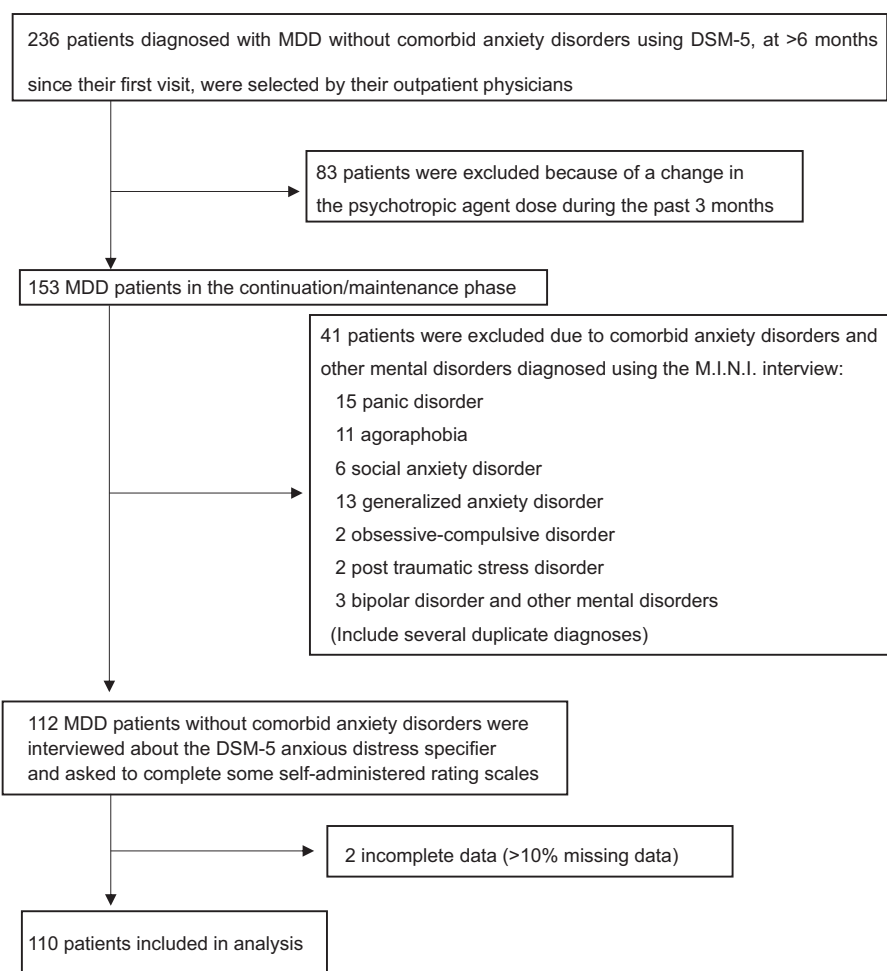 236 patients diagnosed with MDD without comorbid anxiety disorders using DSM-5, at >6 months
since their first visit, were selected by their outpatient physicians
83 patients were excluded because of a change in
the psychotropic agent dose during the past 3 months
153 MDD patients in the continuation/maintenance phase
41 patients were excluded due to comorbid anxiety disorders and
other mental disorders diagnosed using the M.I.N.I. interview:
15 panic disorder
11 agoraphobia
6 social anxiety disorder
13 generalized anxiety disorder
2 obsessive-compulsive disorder
2 post traumatic stress disorder
3 bipolar disorder and other mental disorders
(Include several duplicate diagnoses)
112 MDD patients without comorbid anxiety disorders were
interviewed about the DSM-5 anxious distress specifier
and asked to complete some self-administered rating scales
2 incomplete data (>10% missing data)
110 patients included in analysis